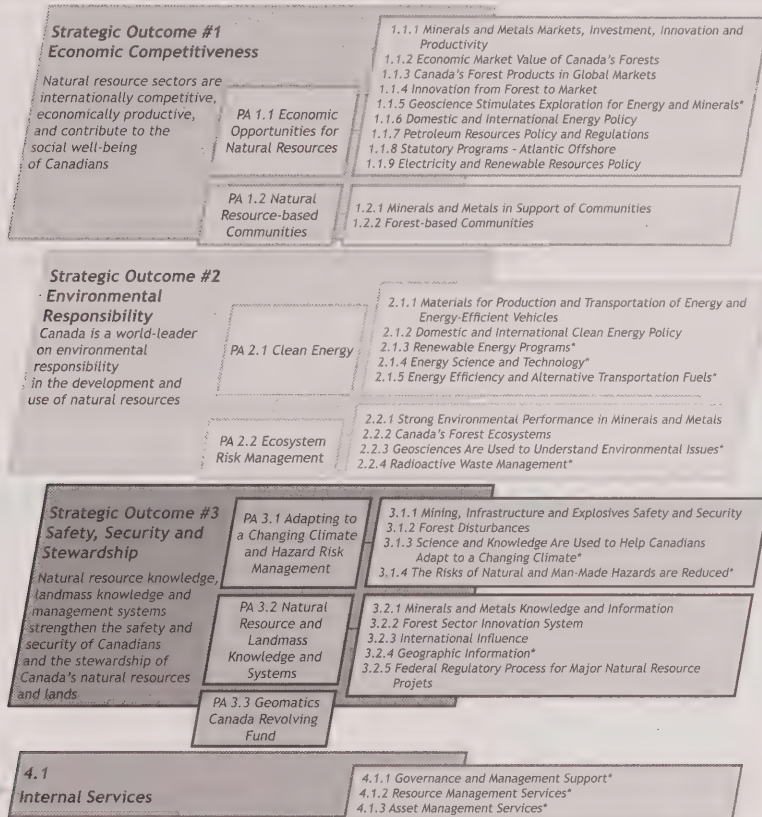 Strategic Outcome #1
Economic Competitiveness
Natural resource sectors are
internationally competitive,
economically productive,
and contribute to the
social well-being
of Canadians
PA 1.1 Economic
Opportunities for
Natural Resources
1.1.1 Minerals and Metals Markets, Investment, Innovation and
Productivity
1.1.2 Economic Market Value of Canada's Forests
1.1.3 Canada's Forest Products in Global Markets
1.1.4 Innovation from Forest to Market
1.1.5 Geoscience Stimulates Exploration for Energy and Minerals*
1.1.6 Domestic and International Energy Policy
1.1.7 Petroleum Resources Policy and Regulations
1.1.8 Statutory Programs - Atlantic Offshore
1.1.9 Electricity and Renewable Resources Policy
PA 1.2 Natural
Resource-based
Communities
1.2.1 Minerals and Metals in Support of Communities
1.2.2 Forest-based Communities
Strategic Outcome #2
Environmental
Responsibility
Canada is a world-leader
on environmental
responsibility
in the development and
use of natural resources
PA 2.1 Clean Energy
2.1.1 Materials for Production and Transportation of Energy and
Energy-Efficient Vehicles
2.1.2 Domestic and International Clean Energy Policy
2.1.3 Renewable Energy Programs*
2.1.4 Energy Science and Technology*
2.1.5 Energy Efficiency and Alternative Transportation Fuels*
PA 2.2 Ecosystem
Risk Management
2.2.1 Strong Environmental Performance in Minerals and Metals
2.2.2 Canada's Forest Ecosystems
2.2.3 Geosciences Are Used to Understand Environmental Issues*
2.2.4 Radioactive Waste Management*
Strategic Outcome #3
Safety, Security and
Stewardship
Natural resource knowledge,
landmass knowledge and
management systems
strengthen the safety and
security of Canadians
and the stewardship of
Canada's natural resources
and lands
PA 3.1 Adapting to
a Changing Climate
and Hazard Risk
Management
3.1.1 Mining, Infrastructure and Explosives Safety and Security
3.1.2 Forest Disturbances
3.1.3 Science and Knowledge Are Used to Help Canadians
Adapt to a Changing Climate*
3.1.4 The Risks of Natural and Man-Made Hazards are Reduced*
PA 3.2 Natural
Resource and
Landmass
Knowledge and
Systems
3.2.1 Minerals and Metals Knowledge and Information
3.2.2 Forest Sector Innovation System
3.2.3 International Influence
3.2.4 Geographic Information*
3.2.5 Federal Regulatory Process for Major Natural Resource
Projets
PA 3.3 Geomatics
Canada Revolving
Fund
4.1
Internal Services
4.1.1 Governance and Management Support*
4.1.2 Resource Management Services*
4.1.3 Asset Management Services*